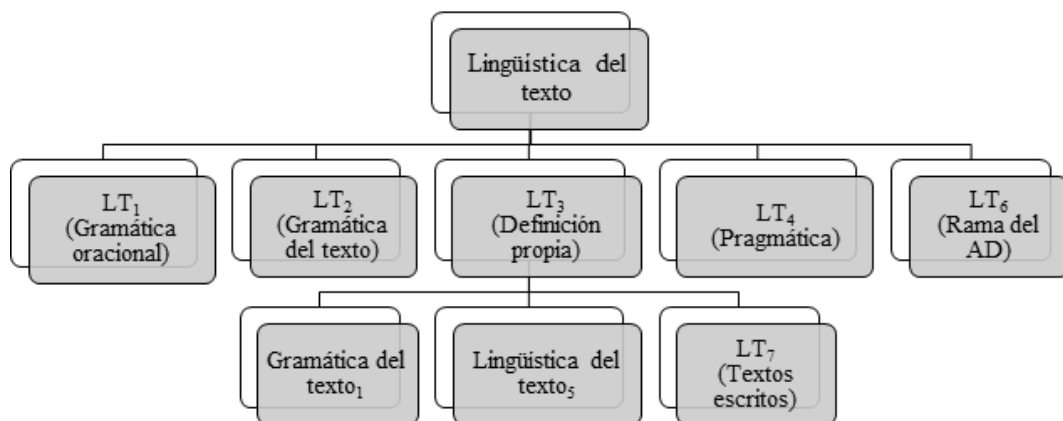 Lingüística del
texto
LT₁
(Gramática
oracional)
LT₂
(Gramática
del texto)
LT₃
(Definición
propia)
LT₄
(Pragmática)
LT₆
(Rama del
AD)
Gramática del
texto₁
Lingüística del
texto₅
LT₇
(Textos
escritos)